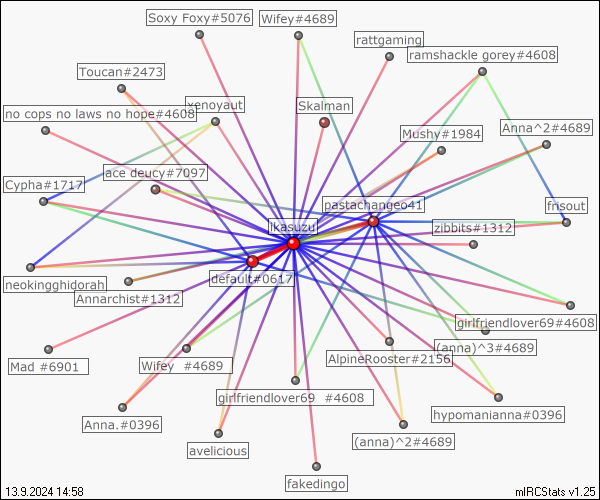 Soxy Foxy#5076
Wifey#4689
rattgaming
ramshackle gorey#4608
Toucan#2473
no cops no laws no hope#4608
xenoyaut
Skalman
Mushy#1984
Anna^2#4689
Cypha#1717
ace deucy#7097
pastachange041
frisout
ikasuzu
zibbits#1312
neokingghidorah
default#0617
Annarchist#1312
girlfriendlover69#4608
(anna)^3#4689
Mad #6901
Wifey #4689
AlpineRooster#2156
girlfriendlover69 #4608
hypomanianna#0396
Anna.#0396
(anna)^2#4689
avelicious
fakedingo
13.9.2024 14:58
mIRCStats v1.25